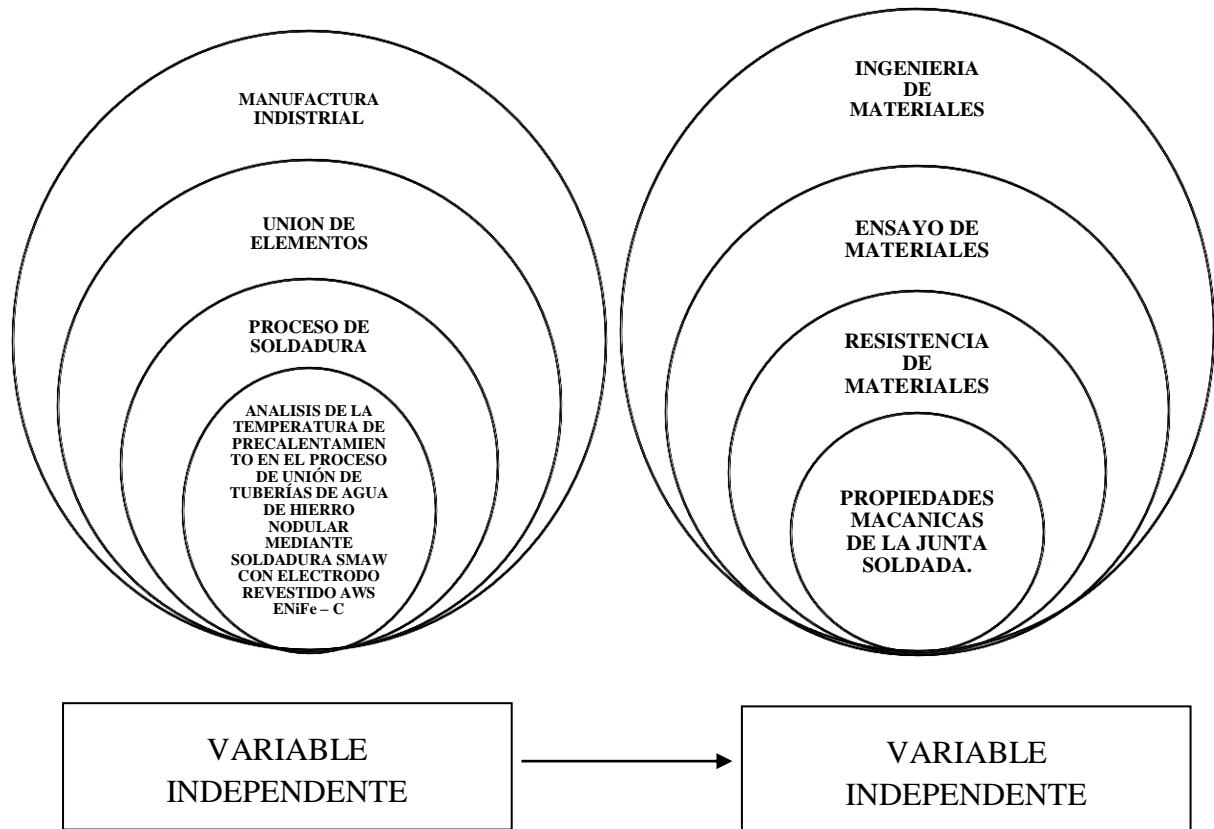 MANUFACTURA
INDISTRIAL
UNION DE
ELEMENTOS
PROCESO DE
SOLDADURA
ANALISIS DE LA
TEMPERATURA DE
PRECALENTAMIEN
TO EN EL PROCESO
DE UNIÓN DE
TUBERÍAS DE AGUA
DE HIERRO
NODULAR
MEDIANTE
SOLDADURA SMAW
CON ELECTRODO
REVESTIDO AWS
ENiFe – C
INGENIERIA
DE
MATERIALES
ENSAYO DE
MATERIALES
RESISTENCIA
DE
MATERIALES
PROPIEDADES
MACANICAS
DE LA JUNTA
SOLDADA.
VARIABLE
INDEPENDENTE
VARIABLE
INDEPENDENTE